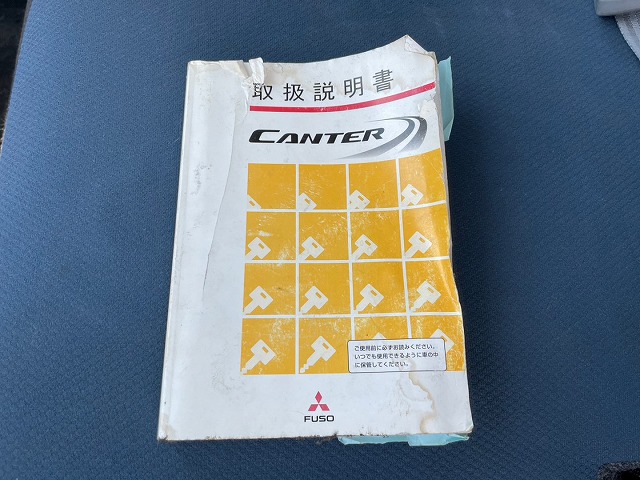 取扱説明書
CANTER
ご使用前に必ずお読みください。
いつでも使用できるように車の中
に保管してください。
FUSO